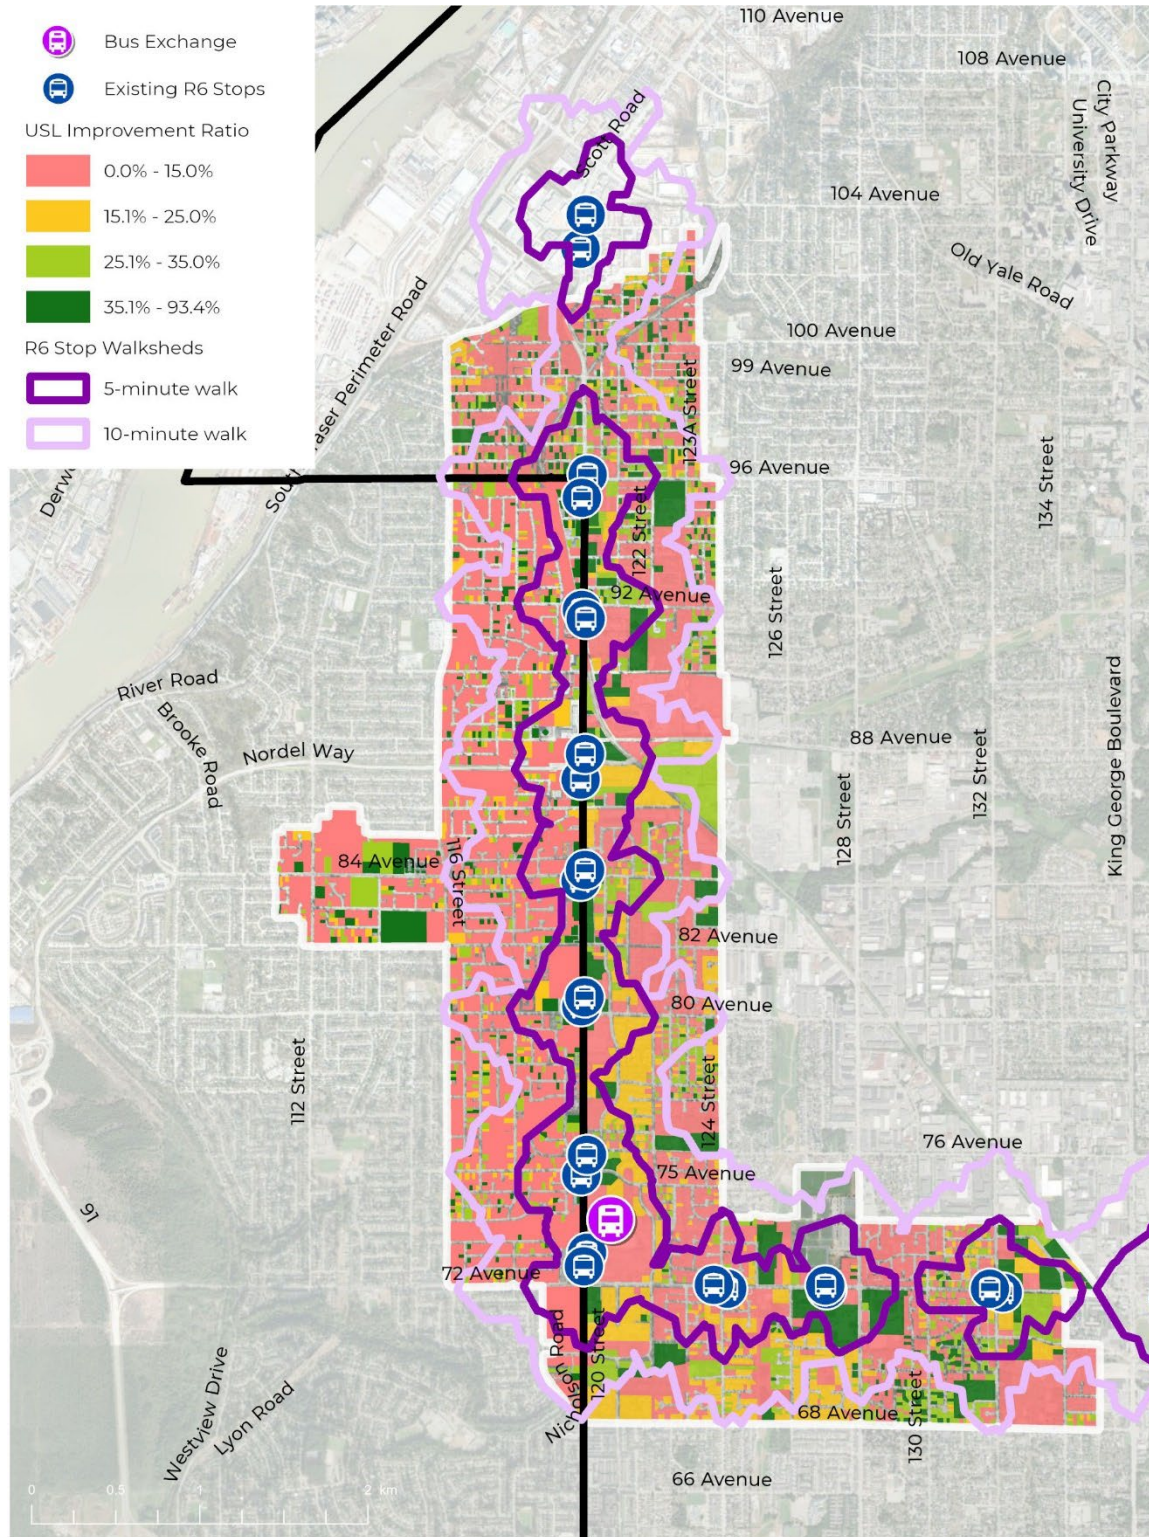 Bus Exchange
Existing R6 Stops
USL Improvement Ratio
0.0% - 15.0%
15.1% - 25.0%
25.1% - 35.0%
35.1% - 93.4%
R6 Stop Walksheds
5-minute walk
10-minute walk
110 Avenue
108 Avenue
City Parkway
University Drive
Scott Road
104 Avenue
Old Yale Road
100 Avenue
99 Avenue
123A Street
96 Avenue
134 Street
122 Street
92 Avenue
126 Street
River Road
Brooke Road
Nordel Way
88 Avenue
128 Street
132 Street
King George Boulevard
84 Avenue
116 Street
82 Avenue
80 Avenue
112 Street
124 Street
76 Avenue
75 Avenue
91
72 Avenue
Road
120 Street
Westview Drive
Lyon Road
68 Avenue
130 Street
66 Avenue
0 0.5 1 2 km